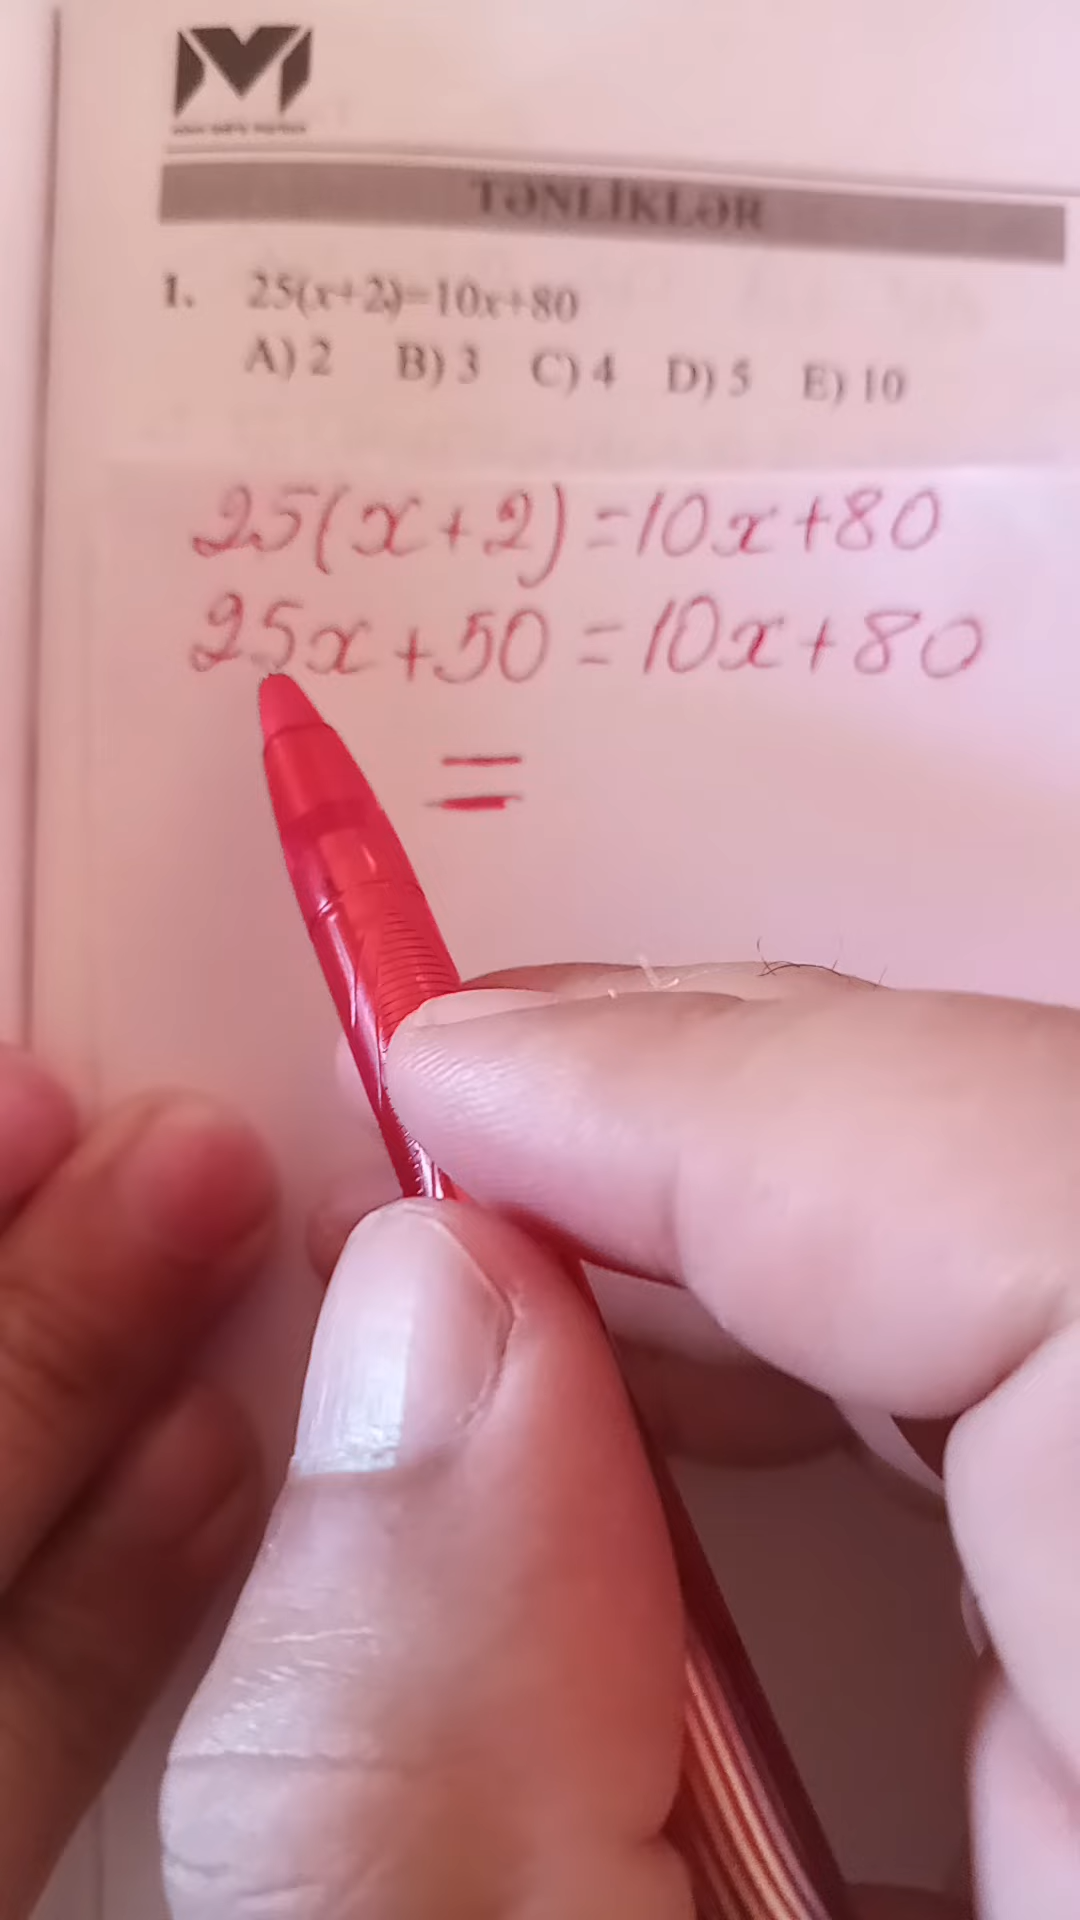 TƏNLİKLƏR
1. 25(x+2)=10x+80
A) 2 B) 3 C) 4 D) 5 E) 10
25(x+2)=10x+80
25x+50=10x+80
=